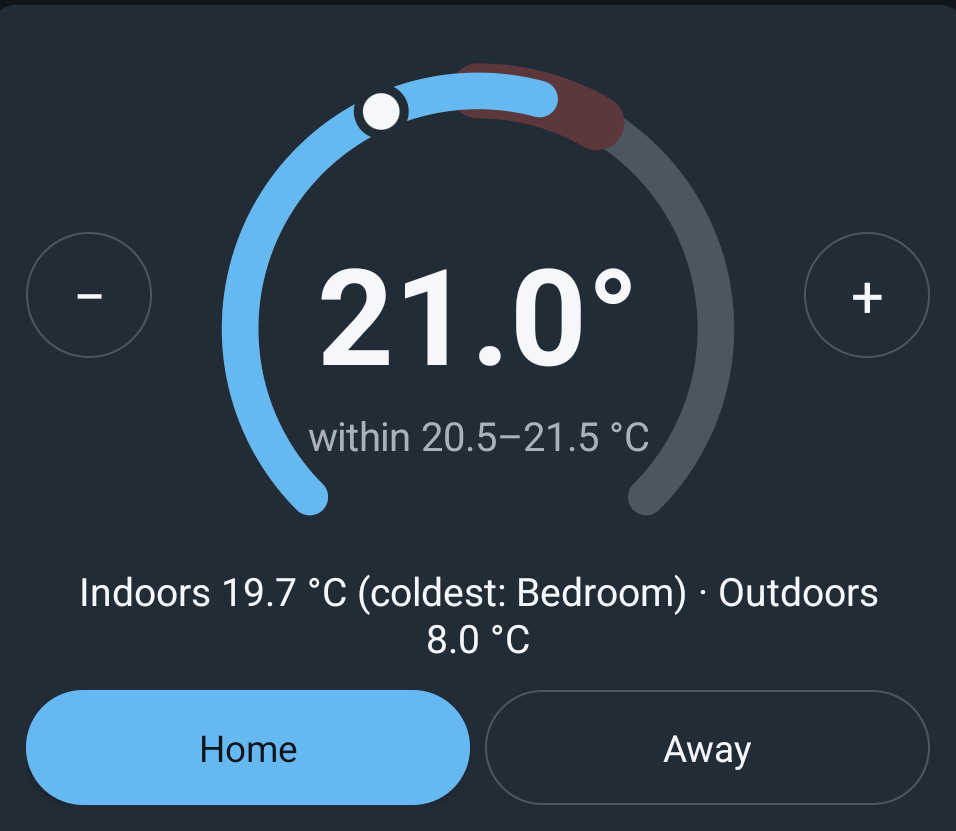 21.0°
within 20.5–21.5 °C
−
+
Indoors 19.7 °C (coldest: Bedroom) · Outdoors
8.0 °C
Home
Away